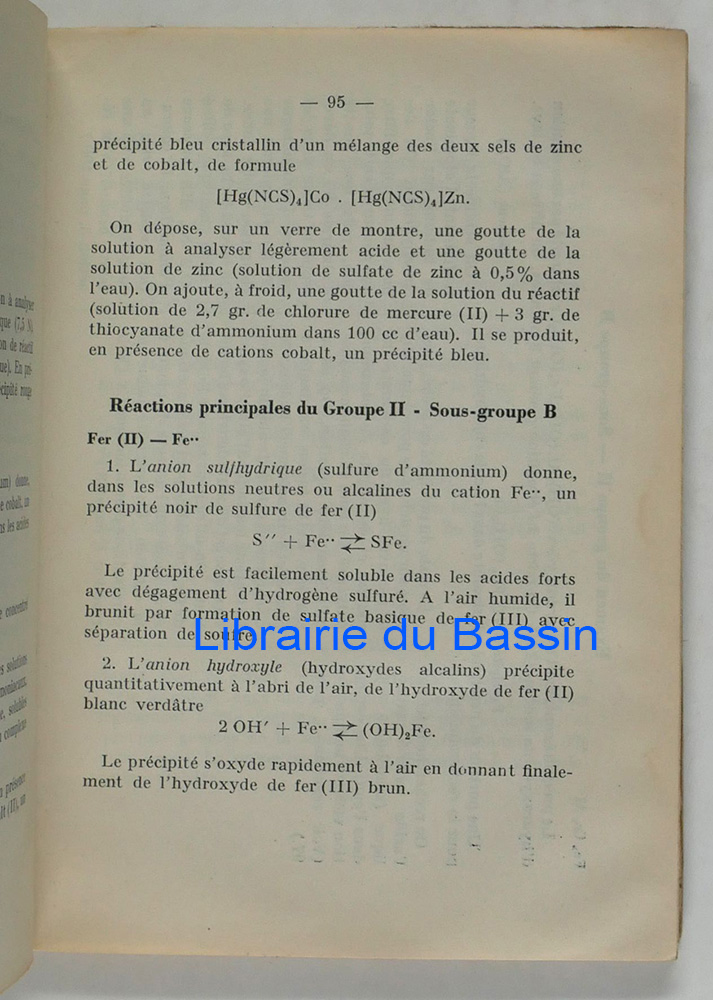 — 95 —
précipité bleu cristallin d'un mélange des deux sels de zinc
et de cobalt, de formule
[Hg(NCS)₄]Co . [Hg(NCS)₄]Zn.
On dépose, sur un verre de montre, une goutte de la
solution à analyser légèrement acide et une goutte de la
solution de zinc (solution de sulfate de zinc à 0,5% dans
l'eau). On ajoute, à froid, une goutte de la solution du réactif
(solution de 2,7 gr. de chlorure de mercure (II) + 3 gr. de
thiocyanate d'ammonium dans 100 cc d'eau). Il se produit,
en présence de cations cobalt, un précipité bleu.
Réactions principales du Groupe II - Sous-groupe B
Fer (II) — Fe··
1. L'anion sulfhydrique (sulfure d'ammonium) donne,
dans les solutions neutres ou alcalines du cation Fe··, un
précipité noir de sulfure de fer (II)
S′′ + Fe·· ⇄ SFe.
Le précipité est facilement soluble dans les acides forts
avec dégagement d'hydrogène sulfuré. A l'air humide, il
brunit par formation de sulfate basique de fer (III) avec
séparation de soufre.
Librairie du Bassin
2. L'anion hydroxyle (hydroxydes alcalins) précipite
quantitativement à l'abri de l'air, de l'hydroxyde de fer (II)
blanc verdâtre
2 OH′ + Fe·· ⇄ (OH)₂Fe.
Le précipité s'oxyde rapidement à l'air en donnant finale-
ment de l'hydroxyde de fer (III) brun.